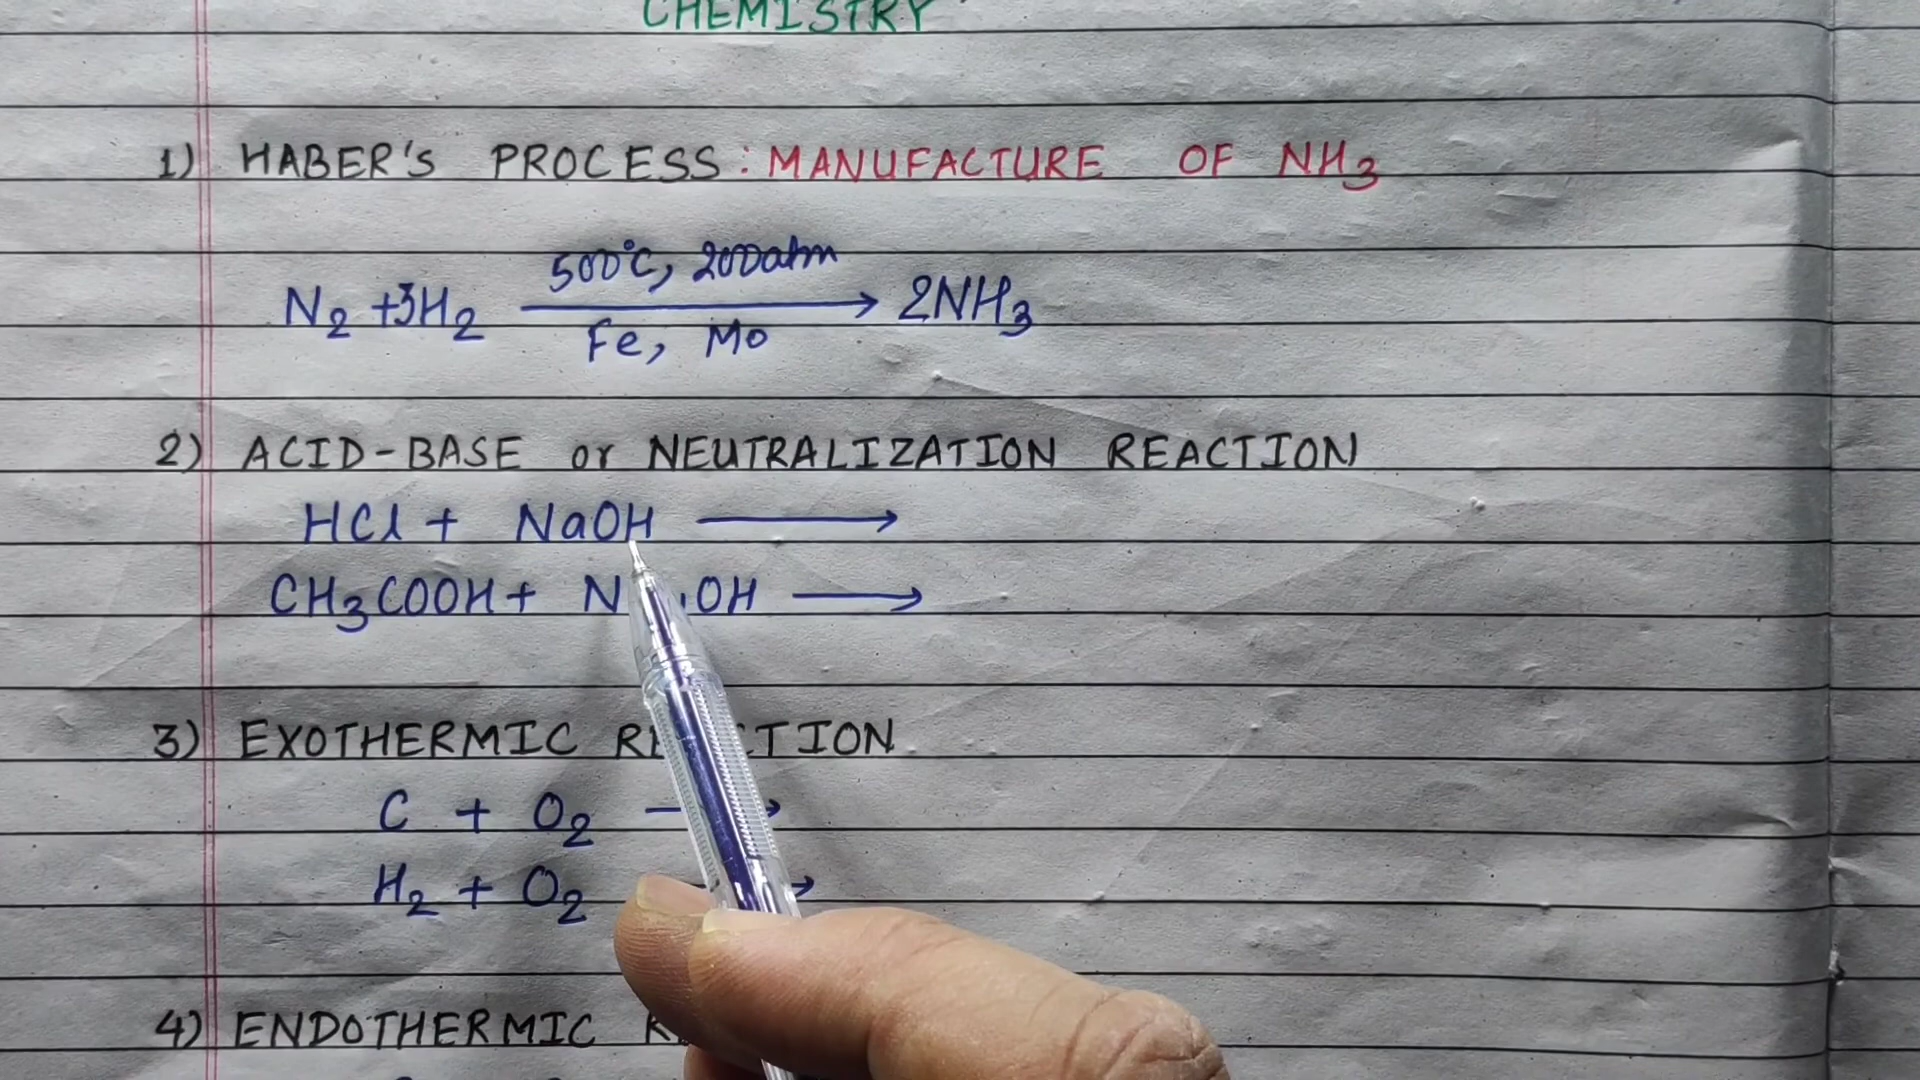 CHEMISTRY
1) HABER's PROCESS : MANUFACTURE OF NH3
500°C, 200atm
N2 +3H2 → 2NH3
Fe, Mo
2) ACID-BASE or NEUTRALIZATION REACTION
HCl + NaOH →
CH3COOH + OH →
3) EXOTHERMIC
C + O2 →
H2 + O2 →
4) ENDOTHERMIC